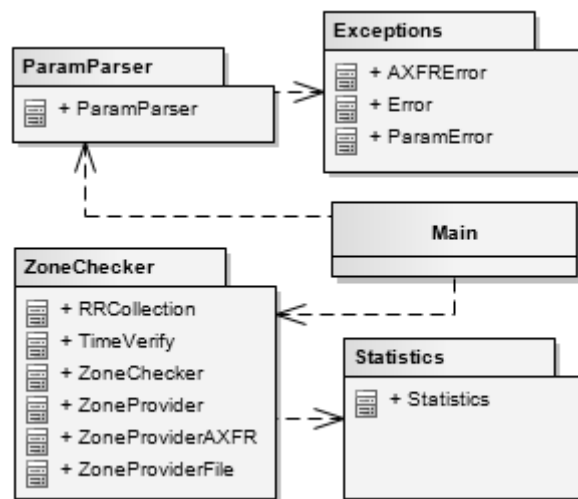 Exceptions
+ AXFRError
+ Error
+ ParamError
ParamParser
+ ParamParser
Main
ZoneChecker
+ RRCollection
+ TimeVerify
+ ZoneChecker
+ ZoneProvider
+ ZoneProviderAXFR
+ ZoneProviderFile
Statistics
+ Statistics